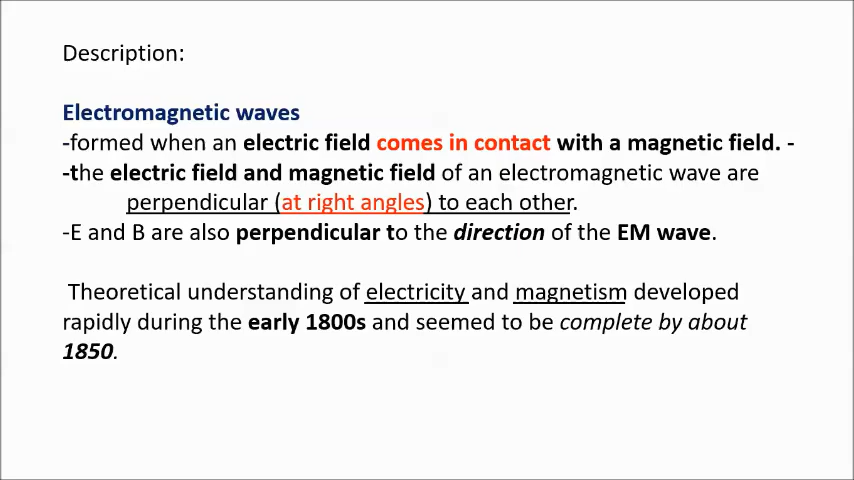 Description:
Electromagnetic waves
-formed when an electric field comes in contact with a magnetic field. -
-the electric field and magnetic field of an electromagnetic wave are
perpendicular (at right angles) to each other.
-E and B are also perpendicular to the direction of the EM wave.
Theoretical understanding of electricity and magnetism developed
rapidly during the early 1800s and seemed to be complete by about
1850.